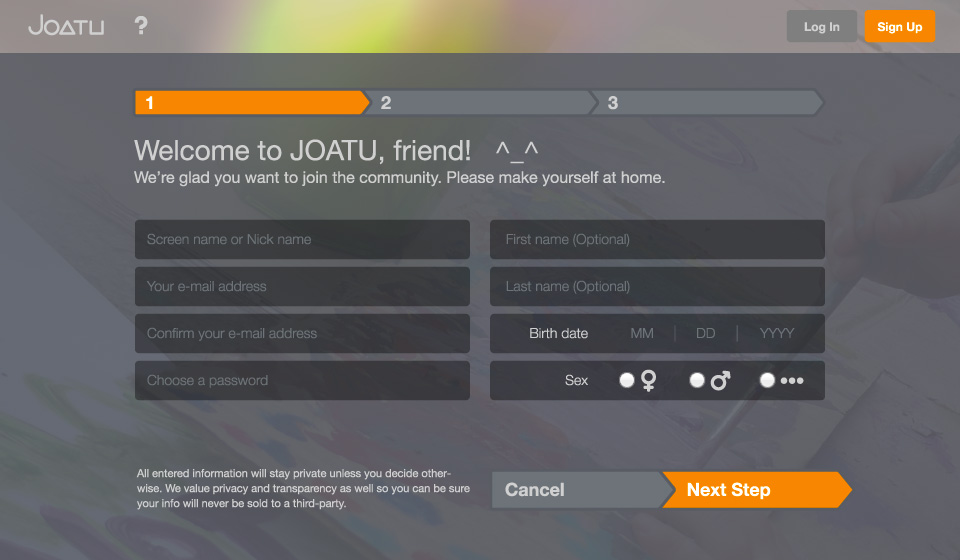 JOATU ?
Log In
Sign Up
1
2
3
Welcome to JOATU, friend! ^_^
We're glad you want to join the community. Please make yourself at home.
Screen name or Nick name
First name (Optional)
Your e-mail address
Last name (Optional)
Confirm your e-mail address
Birth date MM | DD | YYYY
Choose a password
Sex ♀ ♂ •••
All entered information will stay private unless you decide other-
wise. We value privacy and transparency as well so you can be sure
your info will never be sold to a third-party.
Cancel
Next Step